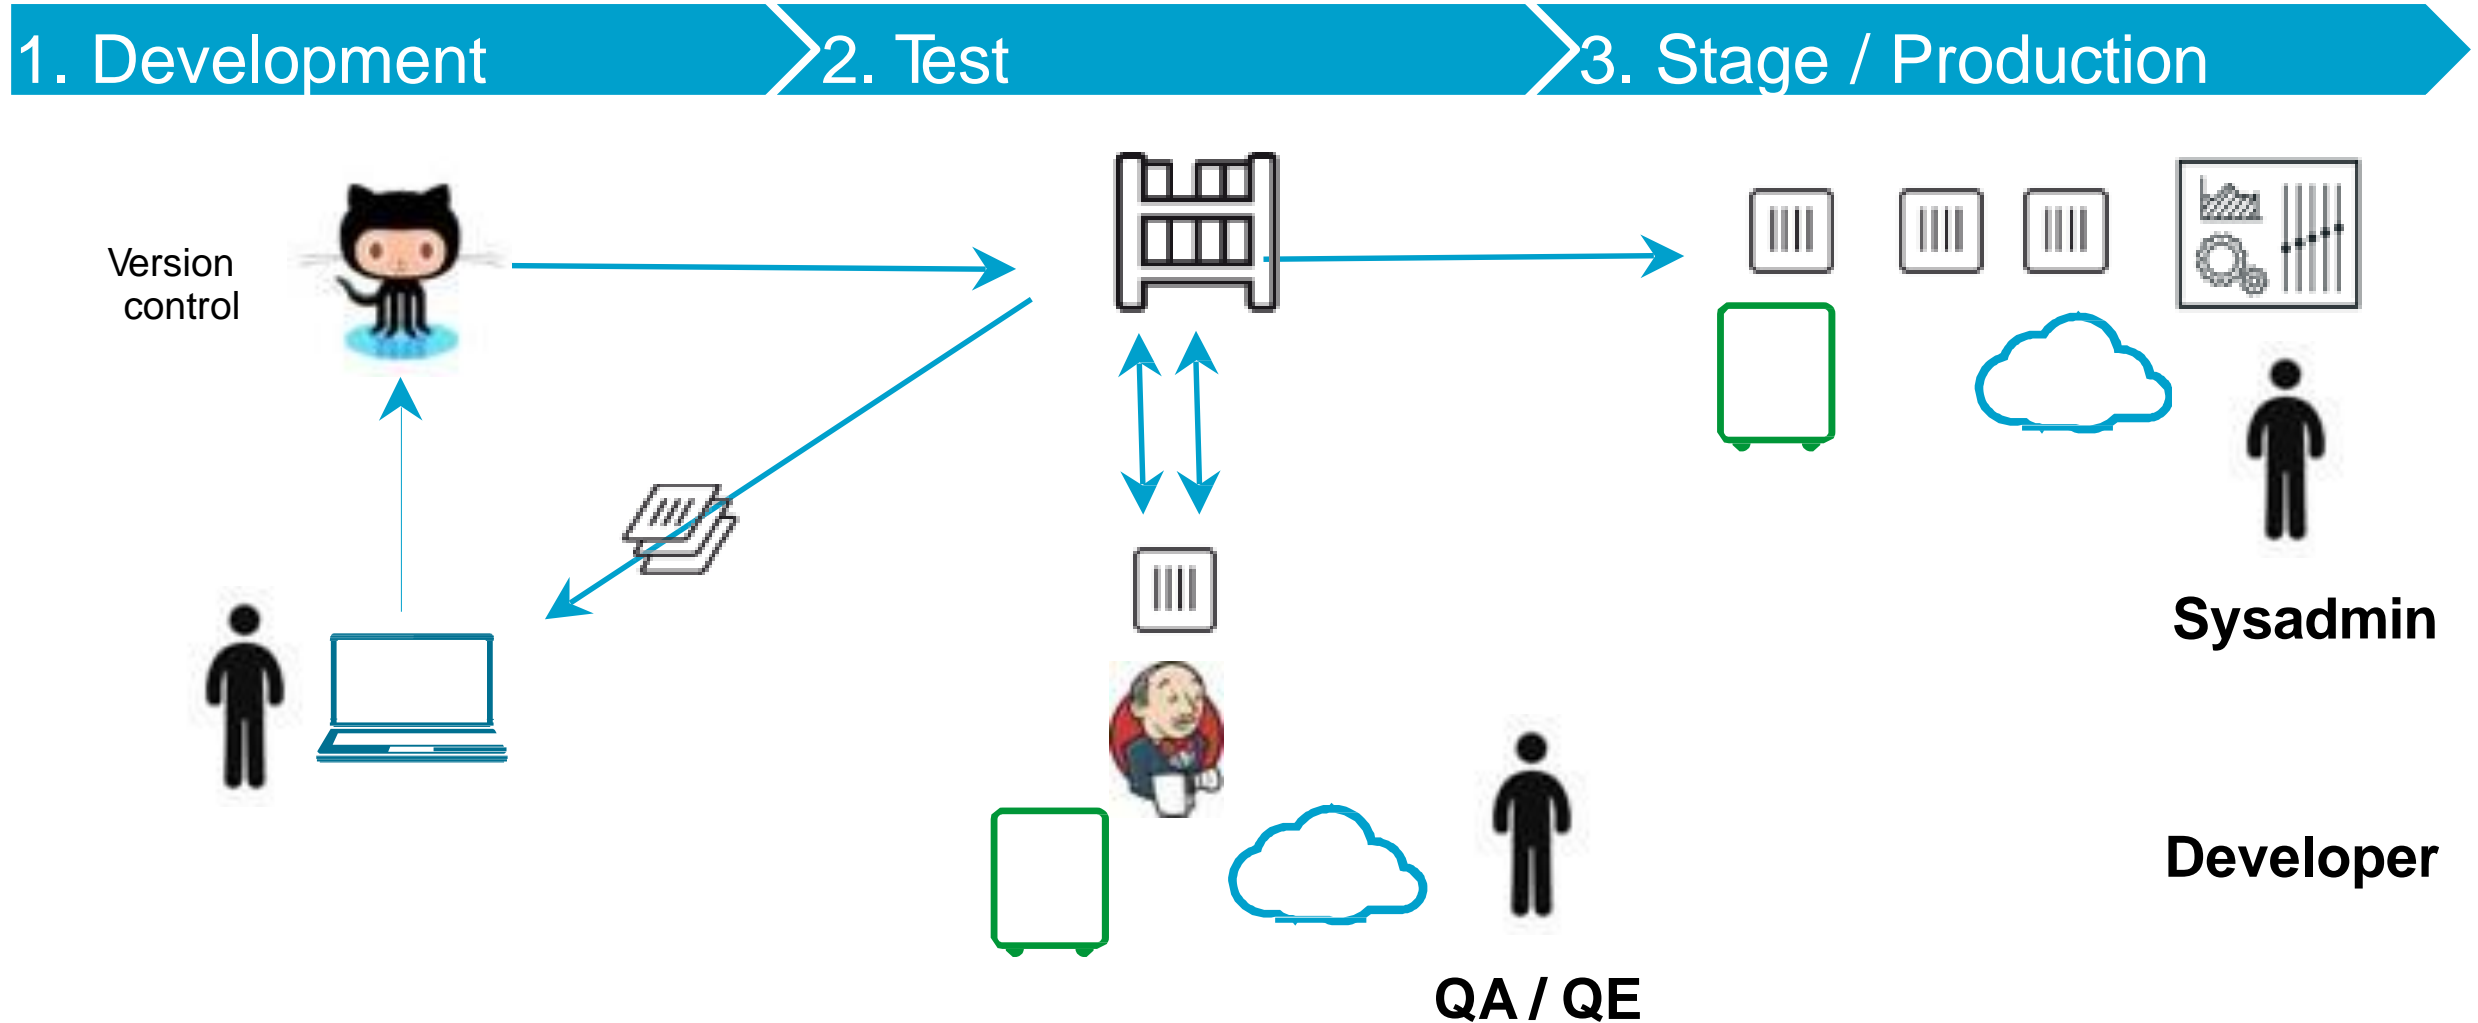 1. Development
2. Test
3. Stage / Production
Version
control
Sysadmin
Developer
QA / QE